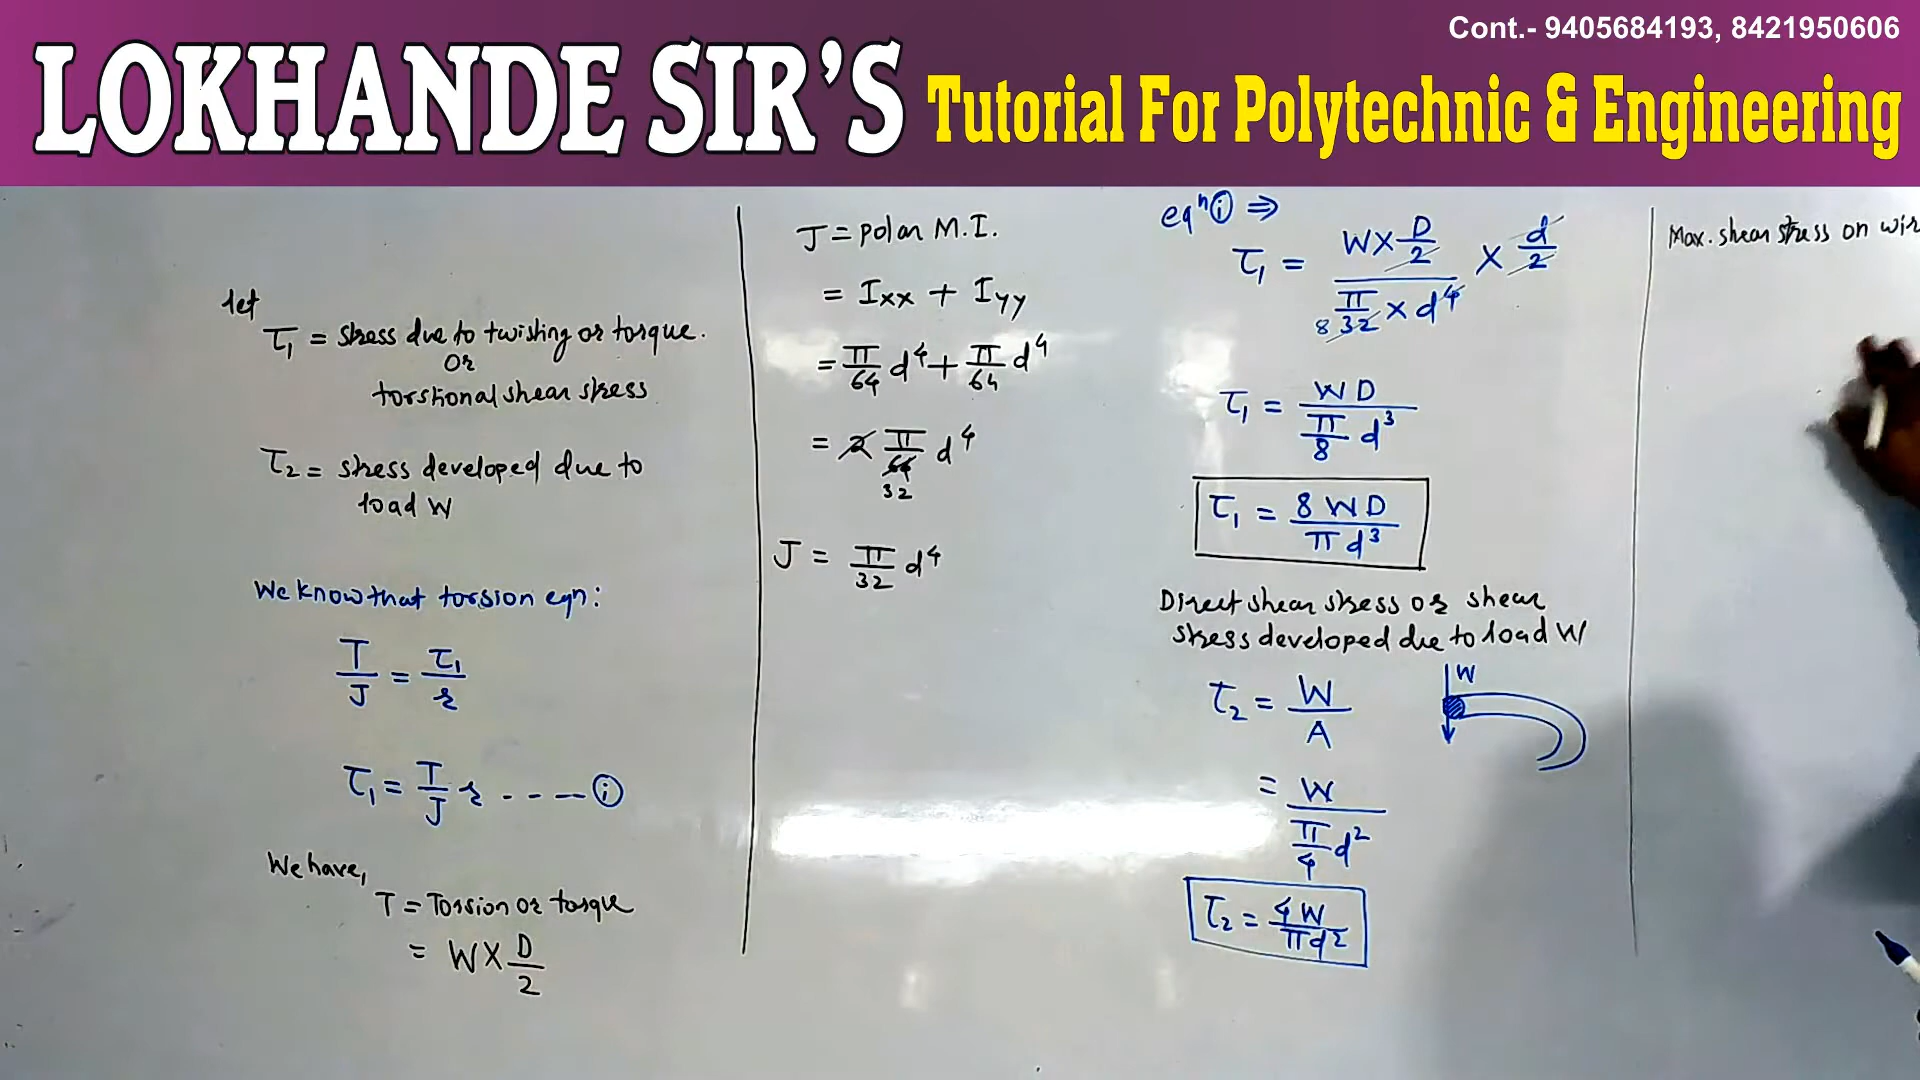 Cont.- 9405684193, 8421950606
LOKHANDE SIR'S Tutorial For Polytechnic & Engineering
let
τ₁ = stress due to twisting or torque.
or
torstional shear stress
τ₂ = stress developed due to
load W
We know that torsion eqn:
T/J = τ₁/r
τ₁ = T/J r ---- ⓘ
We have,
T = Torsion or torque
= W X D/2
J = polar M.I.
= Ixx + Iyy
= π/64 d⁴ + π/64 d⁴
= 2 π/64 d⁴
32
J = π/32 d⁴
eqⁿ ⓘ ⇒
τ₁ = (W X D/2)/(π/32 x d⁴) X d/2
8
τ₁ = WD/(π/8 d³)
τ₁ = 8WD/πd³
Direct shear stress or shear
stress developed due to load W
τ₂ = W/A
W
= W/(π/4 d²)
τ₂ = 4W/πd²
Max. shear stress on